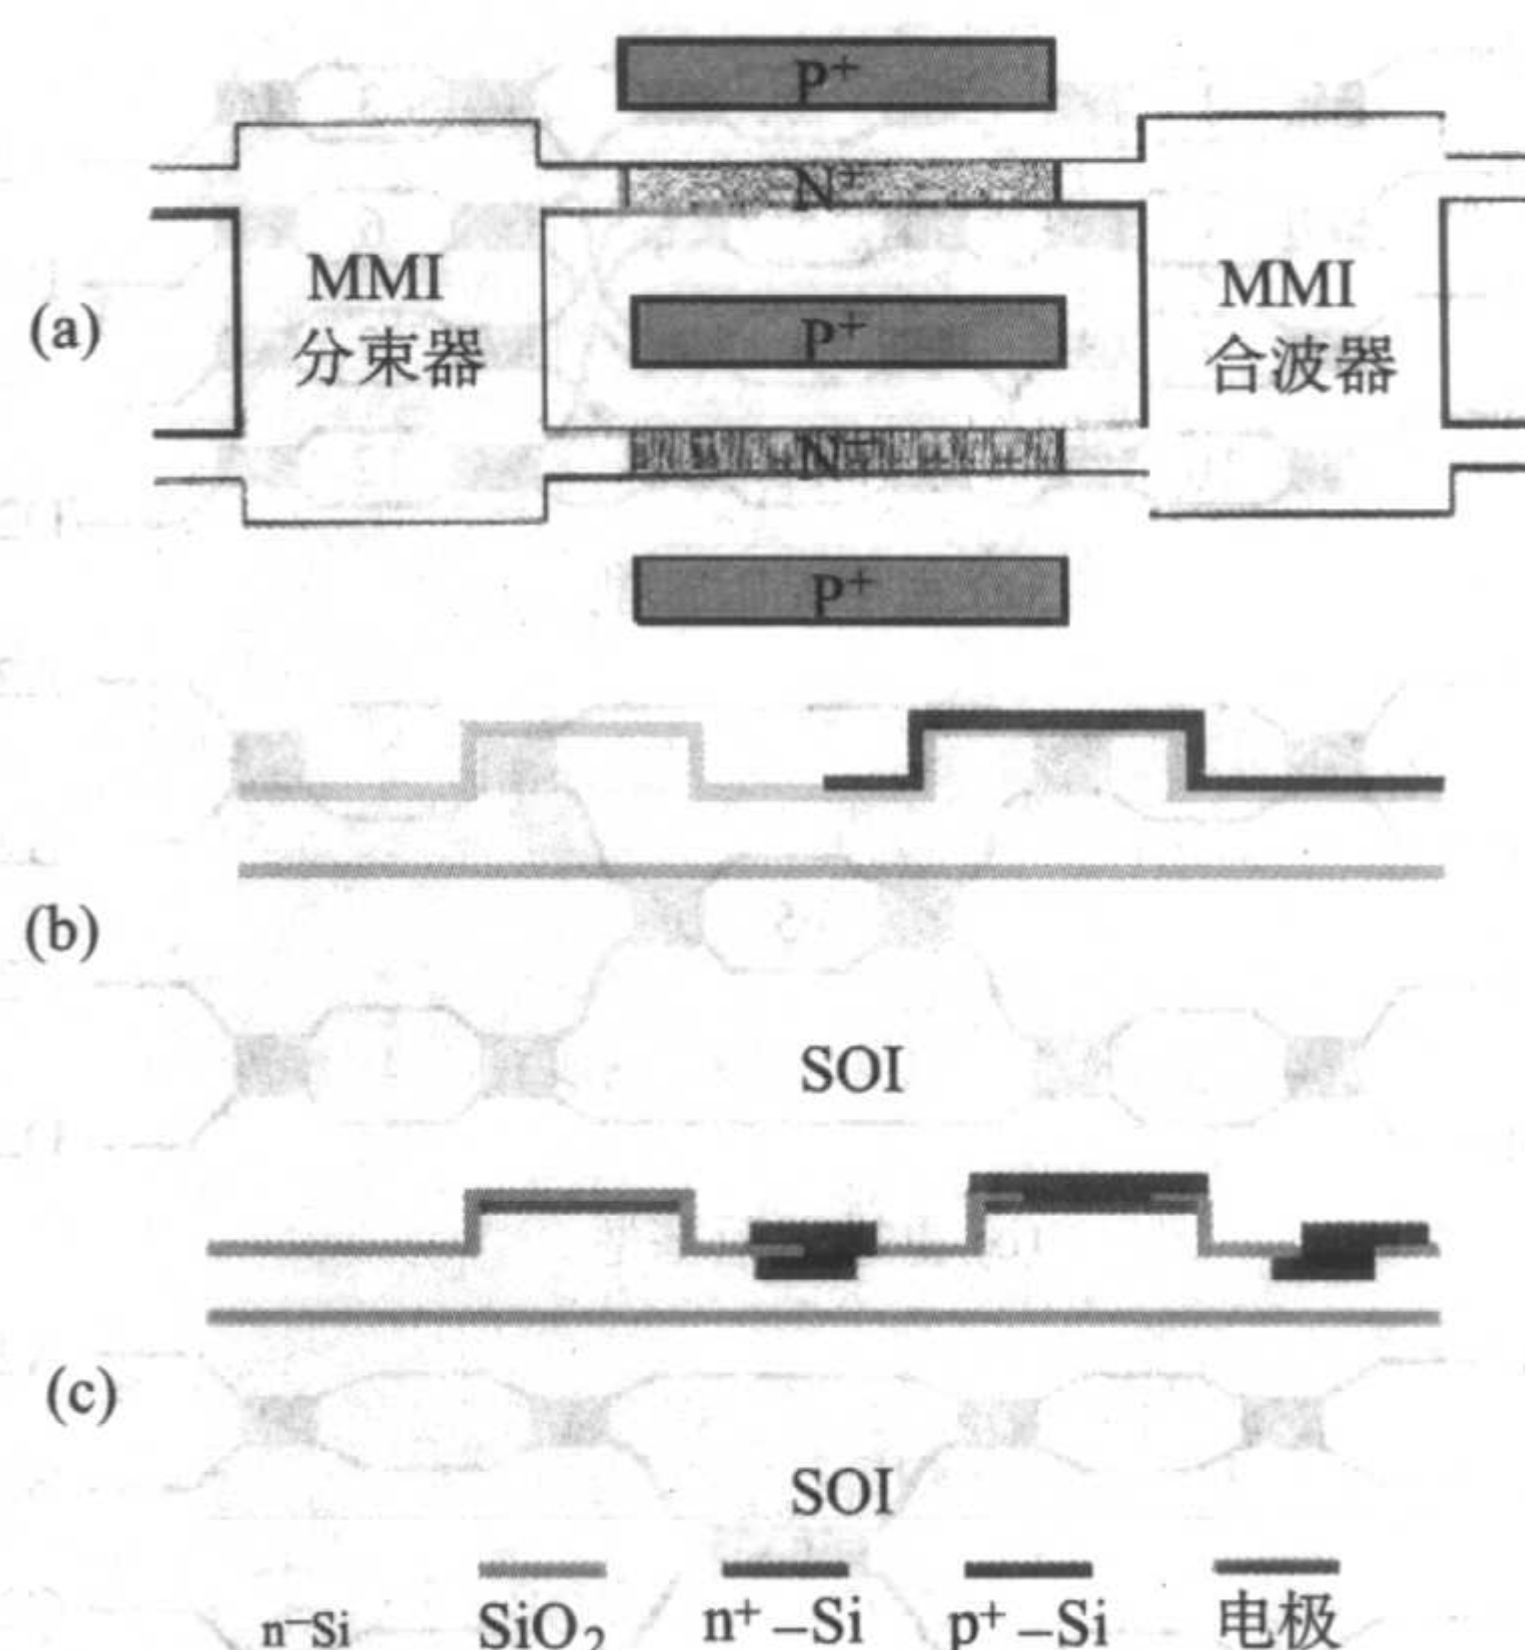 P⁺
N⁺
(a)
MMI
分束器
P⁺
MMI
合波器
N⁺
P⁺
(b)
SOI
(c)
SOI
n⁻Si
SiO₂
n⁺–Si
p⁺–Si
电极